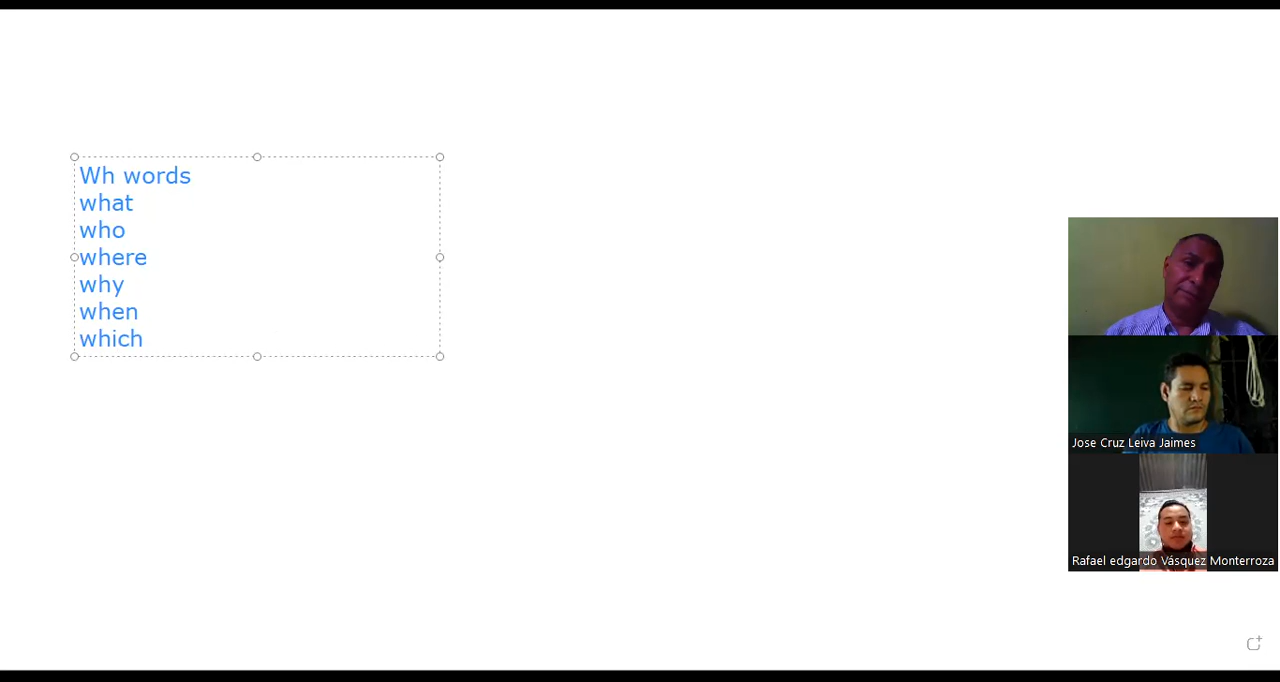 Wh words
what
who
where
why
when
which
Jose Cruz Leiva Jaimes
Rafael edgardo Vásquez Monterroza